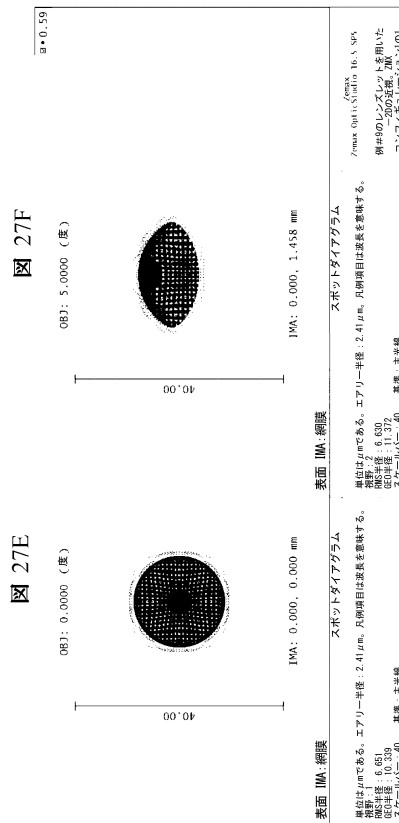 図 27E
OBJ: 0.0000 (度)
40.00
IMA: 0.000, 0.000 mm
表面 IMA:網膜
スポットダイアグラム
単位はμmである。エアリー半径:2.41μm。凡例項目は波長を意味する。
視野 : 1
RMS半径 : 6.651
GEO半径 : 10.339
スケールバー : 40 基準 : 主光線
図 27F
0.59
OBJ: 5.0000 (度)
40.00
IMA: 0.000, 1.458 mm
表面 IMA:網膜
スポットダイアグラム
単位はμmである。エアリー半径:2.41μm。凡例項目は波長を意味する。
視野 : 2
RMS半径 : 6.630
GEO半径 : 11.372
スケールバー : 40 基準 : 主光線
Zemax
Zemax OpticStudio 16.5 SP5
例#9のレンズレットを用いた
-2Dの近視。ZMX